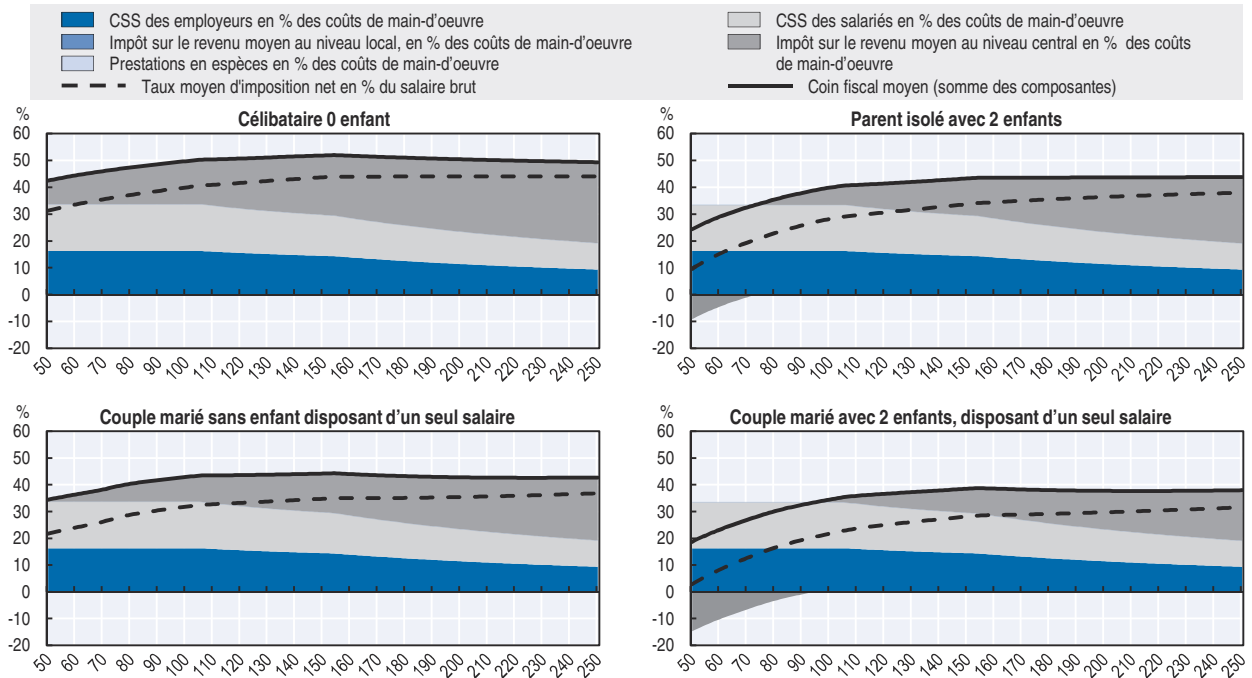 CSS des employeurs en % des coûts de main-d'oeuvre
CSS des salariés en % des coûts de main-d'oeuvre
Impôt sur le revenu moyen au niveau local, en % des coûts de main-d'oeuvre
Impôt sur le revenu moyen au niveau central en % des coûts
de main-d'oeuvre
Prestations en espèces en % des coûts de main-d'oeuvre
Taux moyen d'imposition net en % du salaire brut
Coin fiscal moyen (somme des composantes)
%
Célibataire 0 enfant
60
50
40
30
20
10
0
-10
-20
50 60 70 80 90 100 110 120 130 140 150 160 170 180 190 200 210 220 230 240 250
%
Parent isolé avec 2 enfants
60
50
40
30
20
10
0
-10
-20
50 60 70 80 90 100 110 120 130 140 150 160 170 180 190 200 210 220 230 240 250
%
Couple marié sans enfant disposant d'un seul salaire
60
50
40
30
20
10
0
-10
-20
50 60 70 80 90 100 110 120 130 140 150 160 170 180 190 200 210 220 230 240 250
%
Couple marié avec 2 enfants, disposant d'un seul salaire
60
50
40
30
20
10
0
-10
-20
50 60 70 80 90 100 110 120 130 140 150 160 170 180 190 200 210 220 230 240 250